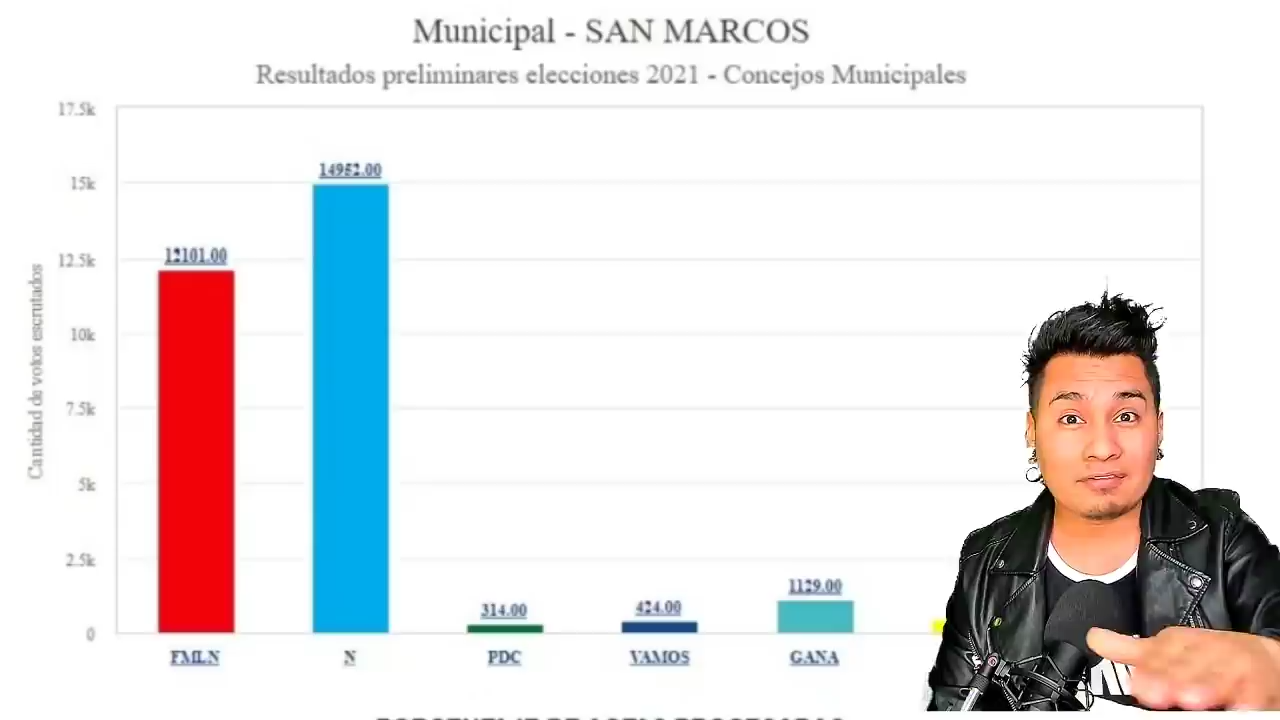 Municipal - SAN MARCOS
Resultados preliminares elecciones 2021 - Concejos Municipales
Cantidad de votos escrutados
17.5k
15k
12.5k
10k
7.5k
5k
2.5k
0
12101.00
14952.00
314.00
424.00
1129.00
FMLN
N
PDC
VAMOS
GANA